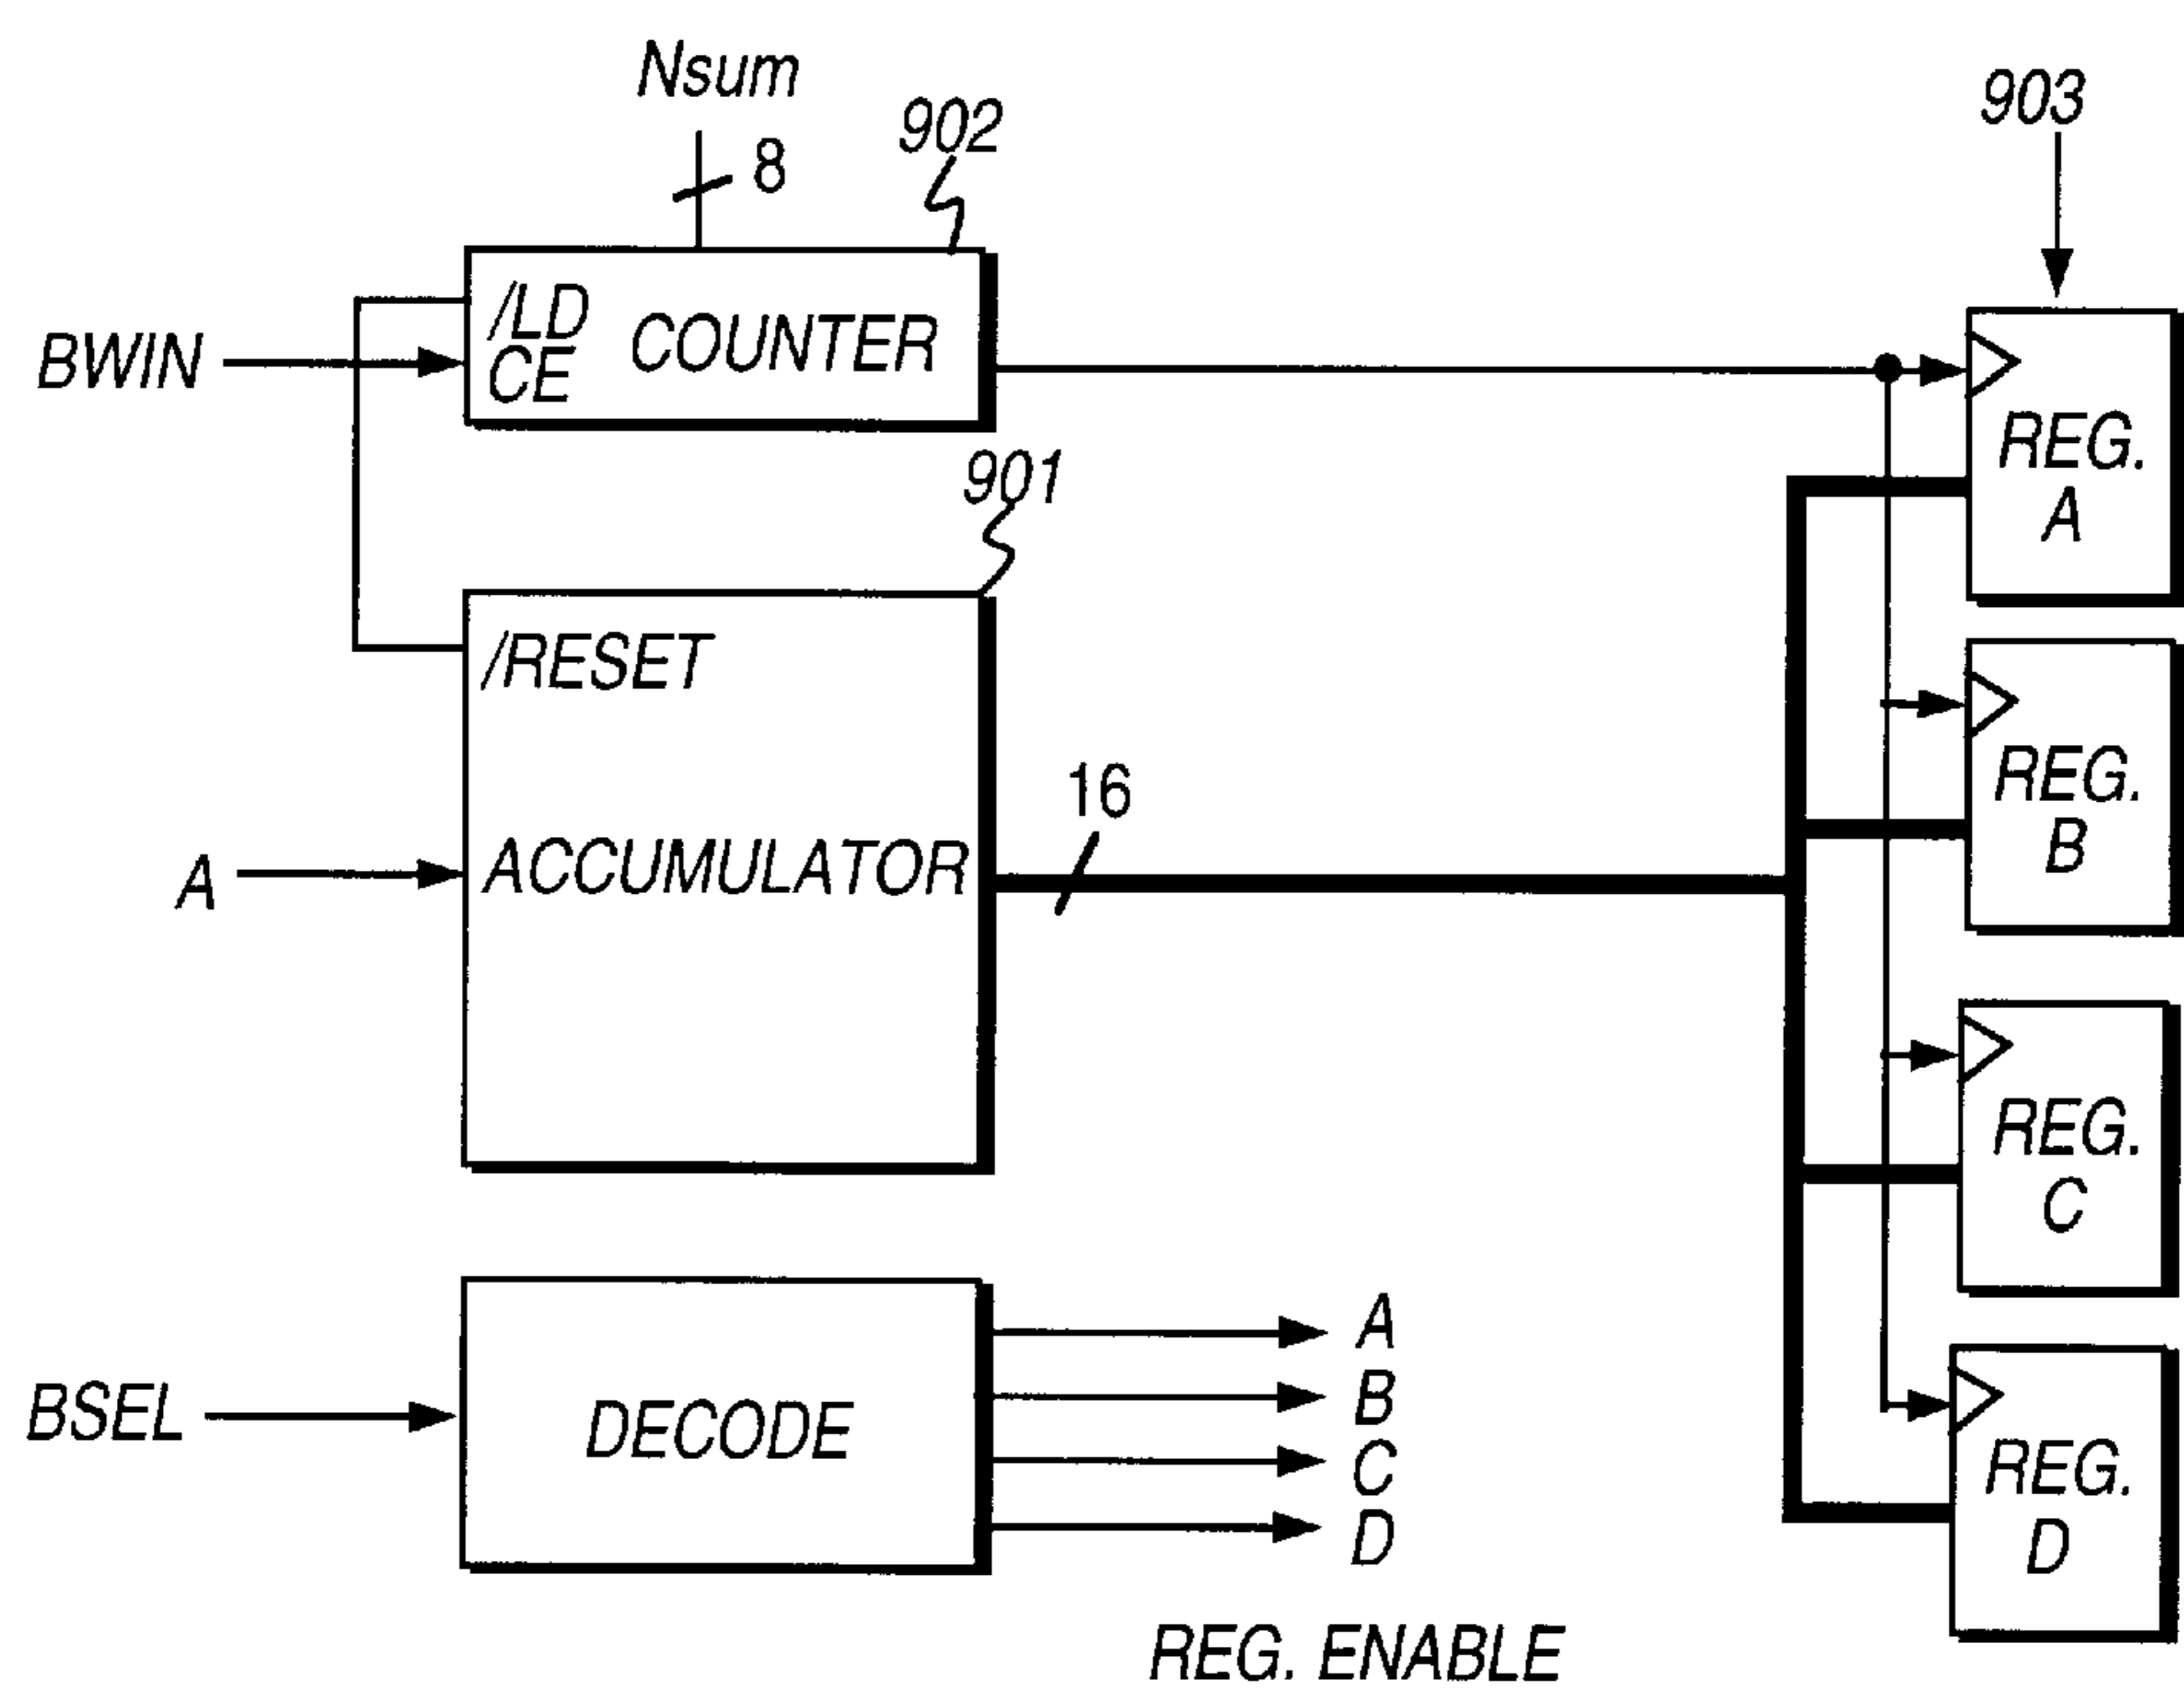 Nsum
8
902
903
/LD
CE
COUNTER
BWIN
REG.
A
901
/RESET
REG.
B
16
A
ACCUMULATOR
REG.
C
A
B
BSEL
DECODE
C
D
REG.
D
REG. ENABLE